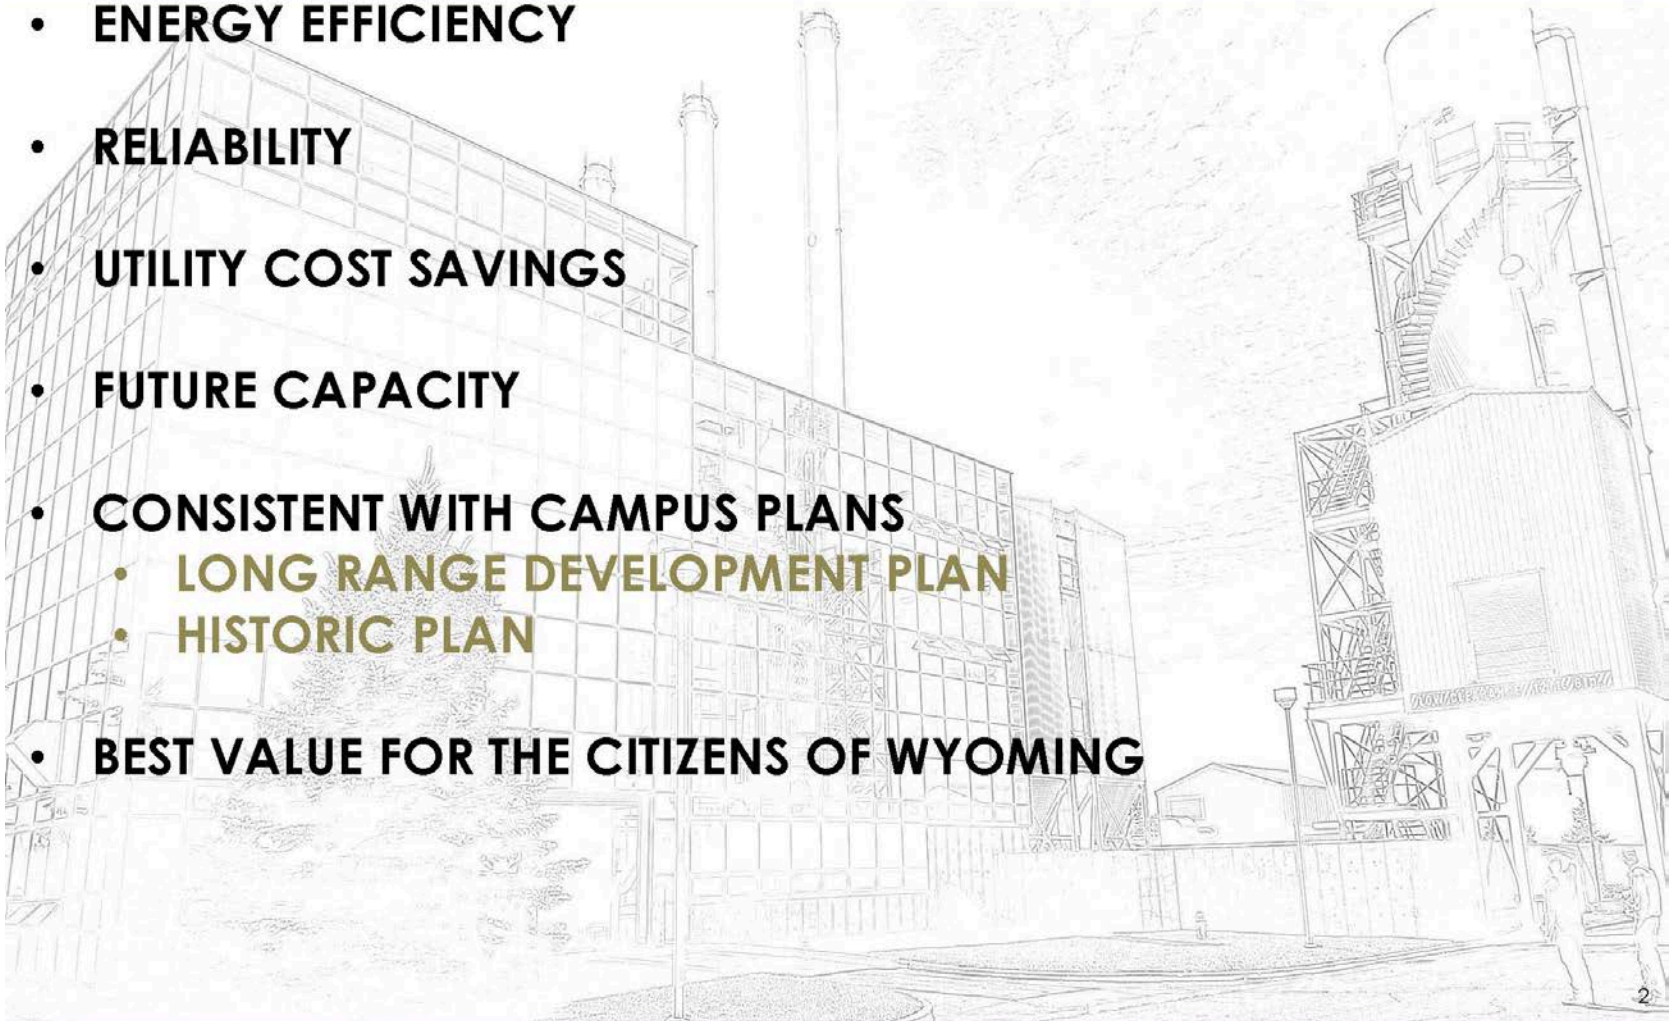 • ENERGY EFFICIENCY
• RELIABILITY
• UTILITY COST SAVINGS
• FUTURE CAPACITY
• CONSISTENT WITH CAMPUS PLANS
• LONG RANGE DEVELOPMENT PLAN
• HISTORIC PLAN
• BEST VALUE FOR THE CITIZENS OF WYOMING
2